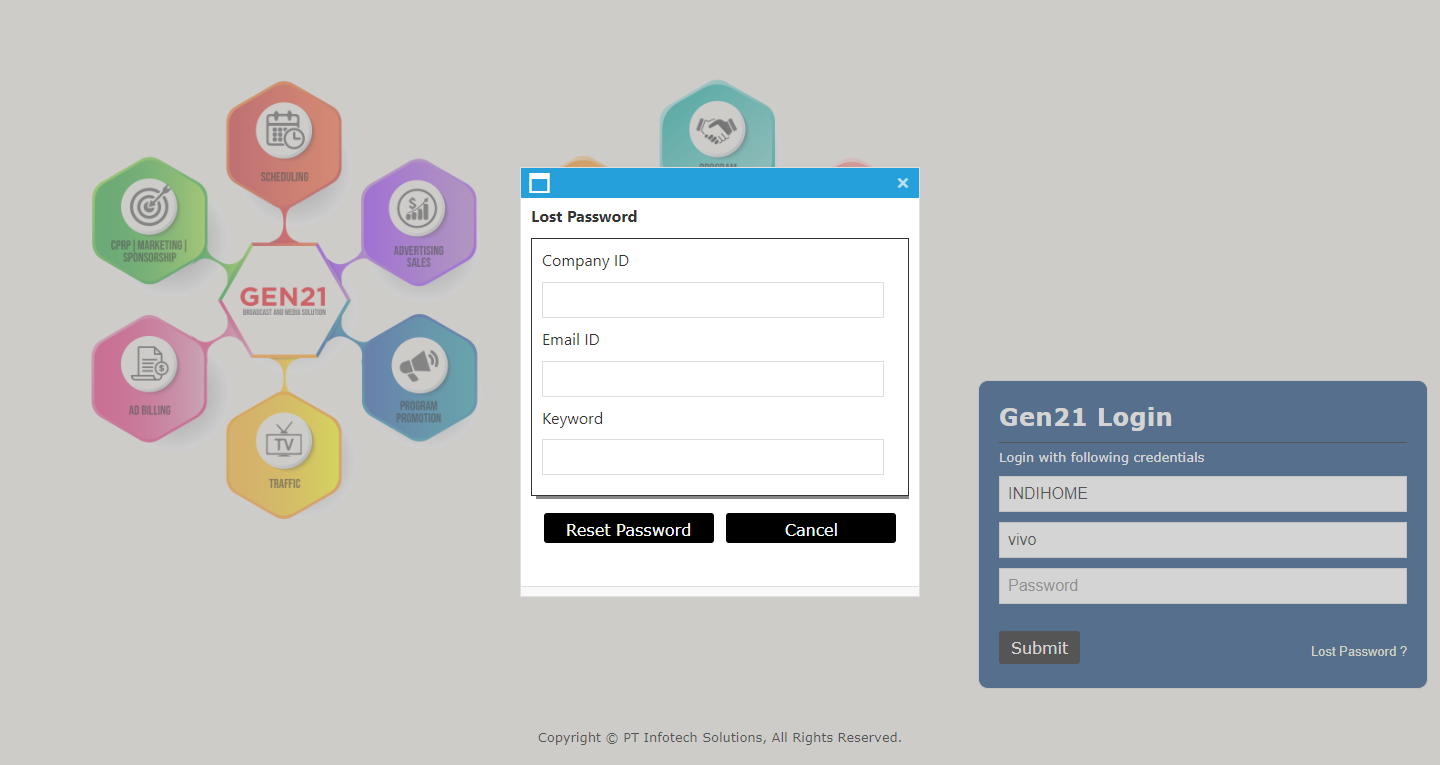 SCHEDULING
CPRP | MARKETING |
SPONSORSHIP
ADVERTISING
SALES
GEN21
BROADCAST AND MEDIA SOLUTION
AD BILLING
PROGRAM
PROMOTION
TV
TRAFFIC
PROGRAM
Lost Password
Company ID
Email ID
Keyword
Reset Password
Cancel
Gen21 Login
Login with following credentials
INDIHOME
vivo
Password
Submit
Lost Password ?
Copyright © PT Infotech Solutions, All Rights Reserved.